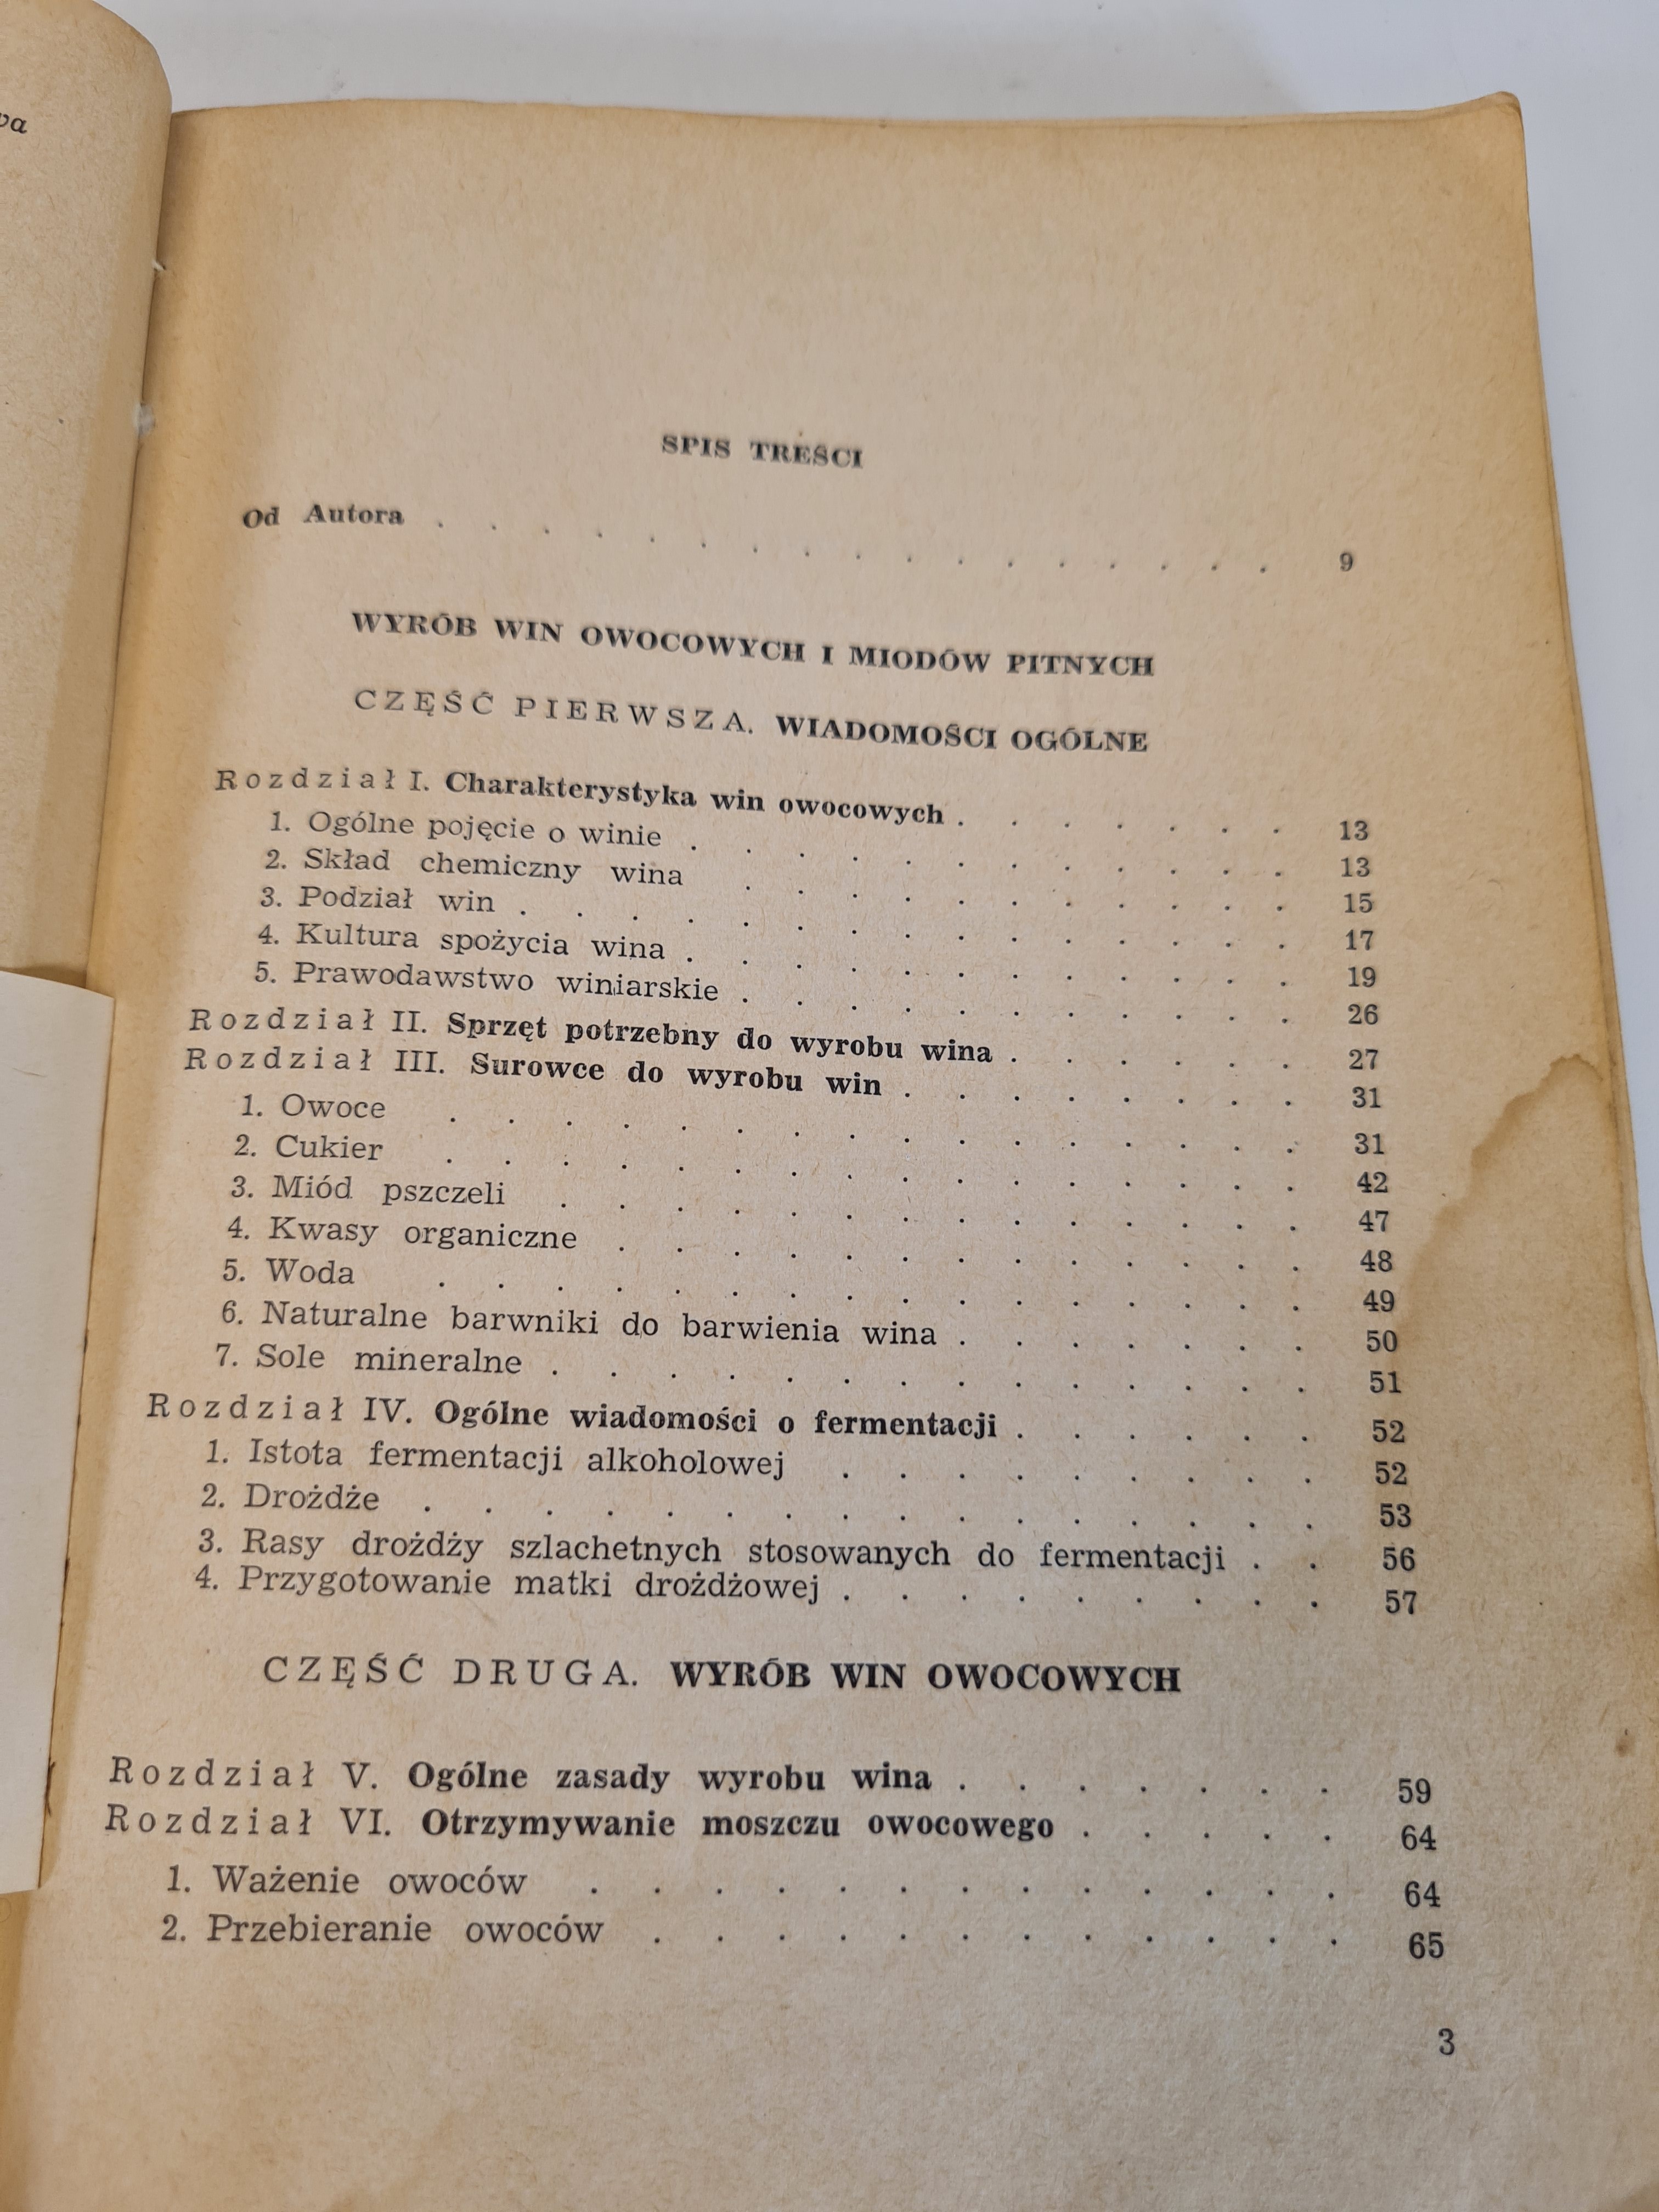 SPIS TREŚCI
Od Autora . . . . . . . . . . . . . . . . . 9
WYRÓB WIN OWOCOWYCH I MIODÓW PITNYCH
CZĘŚĆ PIERWSZA. WIADOMOŚCI OGÓLNE
Rozdział I. Charakterystyka win owocowych . . . . . . . 13
1. Ogólne pojęcie o winie . . . . . . . . . . . . 13
2. Skład chemiczny wina . . . . . . . . . . . 15
3. Podział win . . . . . . . . . . . . . . . 17
4. Kultura spożycia wina . . . . . . . . . . . . 19
5. Prawodawstwo winiarskie . . . . . . . . . . . 26
Rozdział II. Sprzęt potrzebny do wyrobu wina . . . . . . 27
Rozdział III. Surowce do wyrobu win . . . . . . . . 31
1. Owoce . . . . . . . . . . . . . . . . 31
2. Cukier . . . . . . . . . . . . . . . . 42
3. Miód pszczeli . . . . . . . . . . . . . . 47
4. Kwasy organiczne . . . . . . . . . . . . . 48
5. Woda . . . . . . . . . . . . . . . . 49
6. Naturalne barwniki do barwienia wina . . . . . . . 50
7. Sole mineralne . . . . . . . . . . . . . . 51
Rozdział IV. Ogólne wiadomości o fermentacji . . . . . . 52
1. Istota fermentacji alkoholowej . . . . . . . . . 52
2. Drożdże . . . . . . . . . . . . . . . . 53
3. Rasy drożdży szlachetnych stosowanych do fermentacji . . 56
4. Przygotowanie matki drożdżowej . . . . . . . . . 57
CZĘŚĆ DRUGA. WYRÓB WIN OWOCOWYCH
Rozdział V. Ogólne zasady wyrobu wina . . . . . . . 59
Rozdział VI. Otrzymywanie moszczu owocowego . . . . . 64
1. Ważenie owoców . . . . . . . . . . . . . 64
2. Przebieranie owoców . . . . . . . . . . . . 65
3